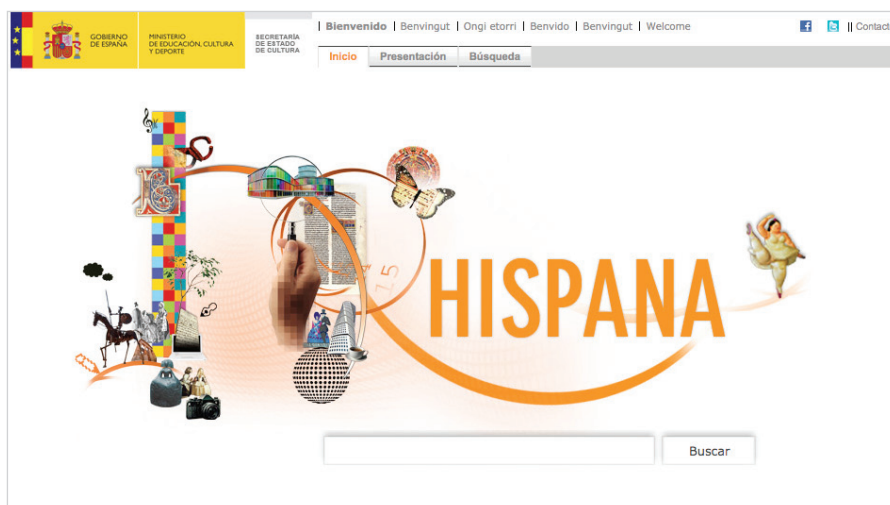 GOBIERNO
DE ESPAÑA
MINISTERIO
DE EDUCACIÓN, CULTURA
Y DEPORTE
SECRETARÍA
DE ESTADO
DE CULTURA
| Bienvenido | Benvingut | Ongi etorri | Benvido | Benvingut | Welcome
|| Contact
Inicio Presentación Búsqueda
15
HISPANA
Buscar